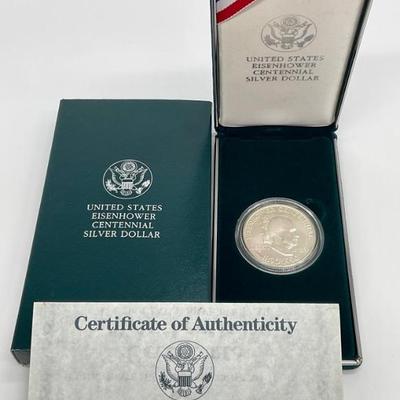 UNITED STATES
EISENHOWER
CENTENNIAL
SILVER DOLLAR
UNITED STATES
EISENHOWER
CENTENNIAL
SILVER DOLLAR
Certificate of Authenticity